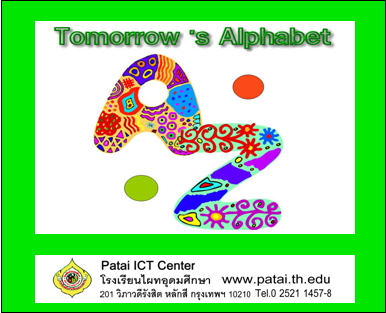 Tomorrow 's Alphabet
Patai ICT Center
โรงเรียนไผทอุดมศึกษา www.patai.th.edu
201 วิภาวดีรังสิต หลักสี่ กรุงเทพฯ 10210 Tel.0 2521 1457-8